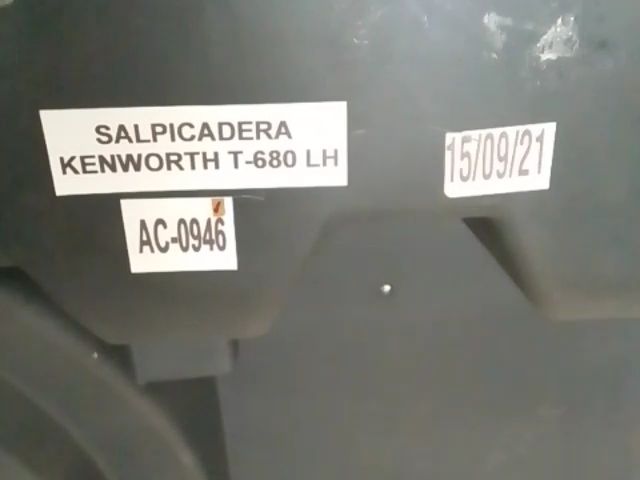 SALPICADERA
KENWORTH T-680 LH
15/09/21
AC-0946